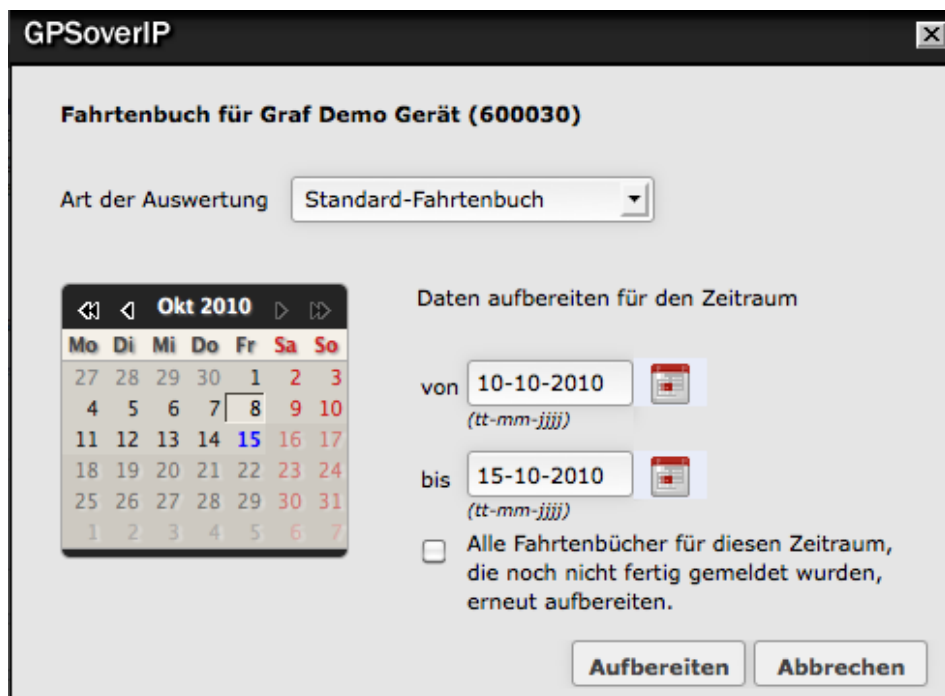 GPSoverIP
Fahrtenbuch für Graf Demo Gerät (600030)
Art der Auswertung Standard-Fahrtenbuch
Okt 2010
Mo Di Mi Do Fr Sa So
27 28 29 30 1 2 3
4 5 6 7 8 9 10
11 12 13 14 15 16 17
18 19 20 21 22 23 24
25 26 27 28 29 30 31
1 2 3 4 5 6 7
Daten aufbereiten für den Zeitraum
von 10-10-2010
(tt-mm-jjjj)
bis 15-10-2010
(tt-mm-jjjj)
Alle Fahrtenbücher für diesen Zeitraum,
die noch nicht fertig gemeldet wurden,
erneut aufbereiten.
Aufbereiten Abbrechen